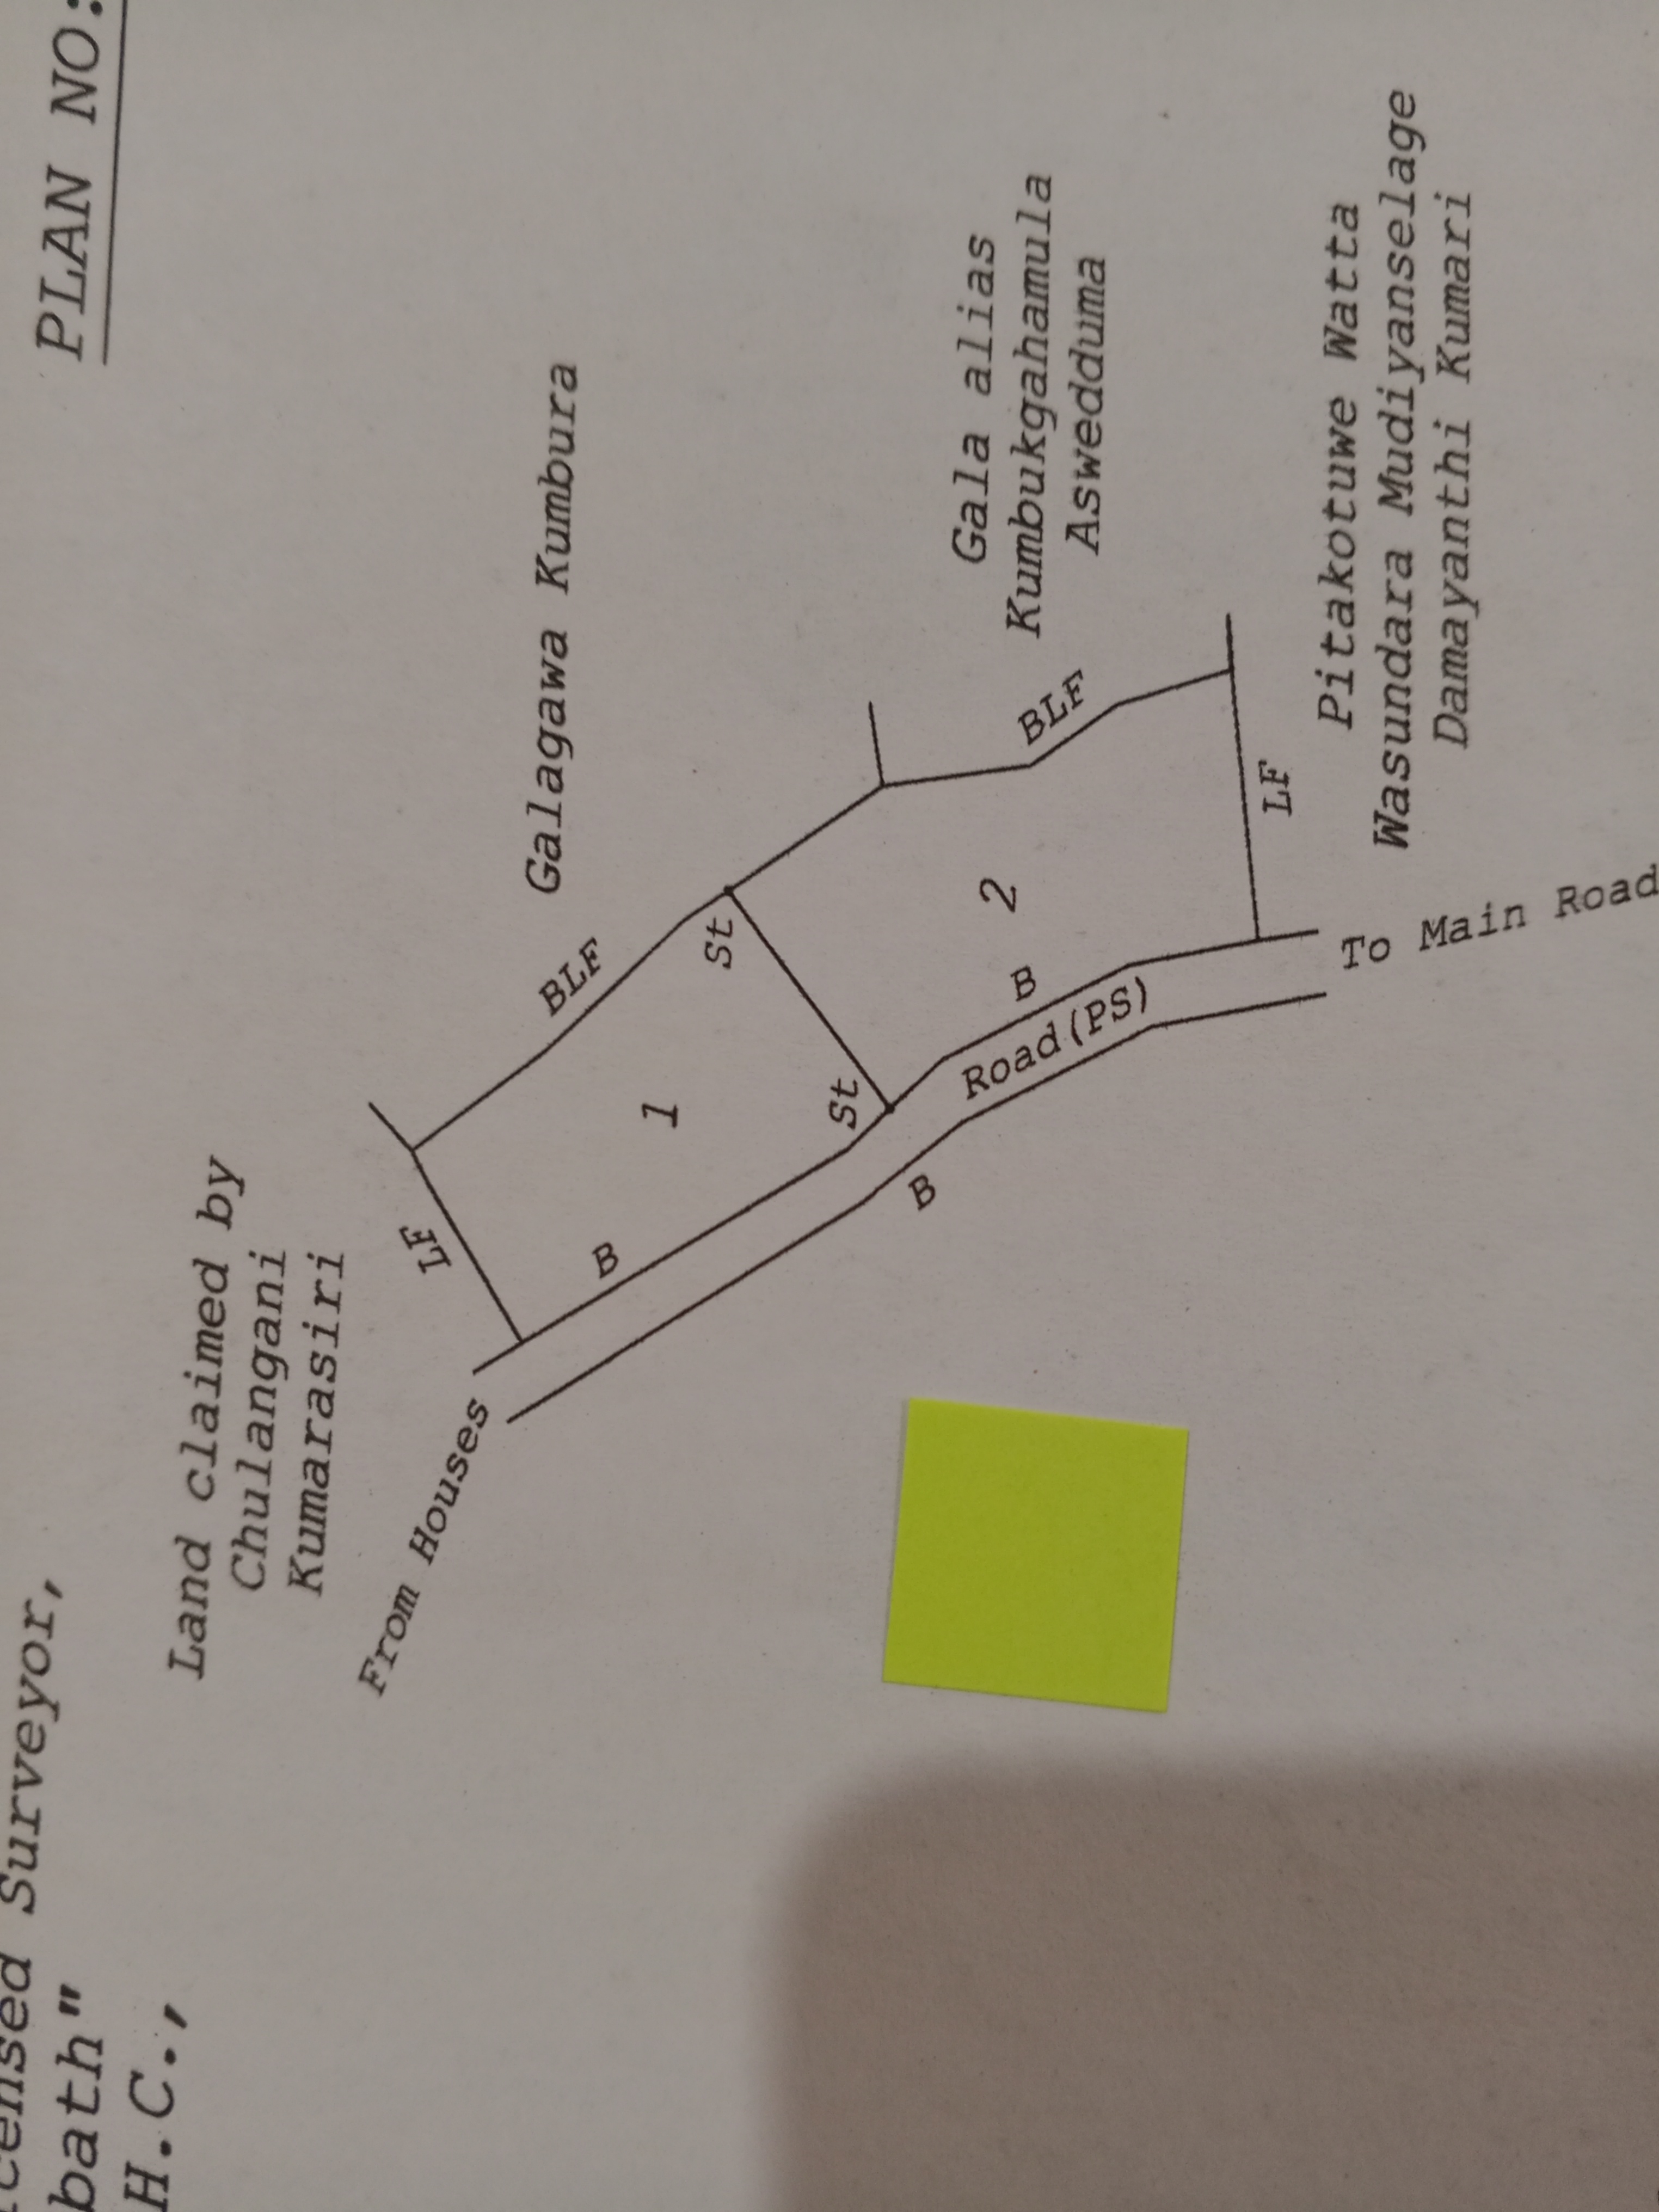 Surveyor,
bath"
H.C.,
PLAN NO:
Land claimed by
Chulangani
Kumarasiri
From Houses
LF
BLF
Galagawa Kumbura
B
1
St
St
B
Road(PS)
B
2
BLF
Gala alias
Kumbukgahamula
Aswedduma
LF
Pitakotuwe Watta
Wasundara Mudiyanselage
Damayanthi Kumari
To Main Road